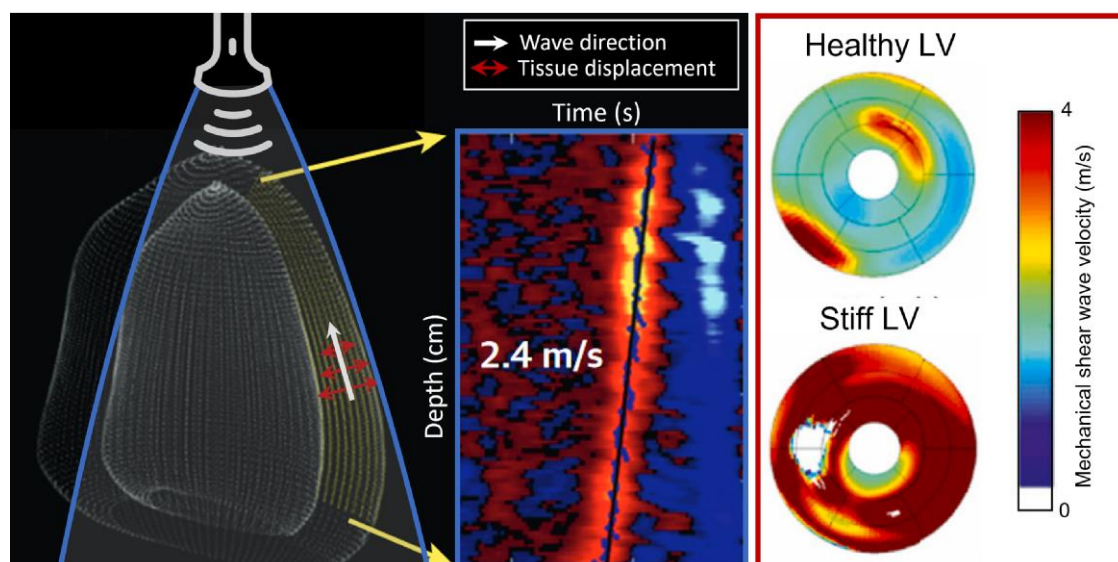 Wave direction
Tissue displacement
Time (s)
Depth (cm)
2.4 m/s
Healthy LV
Stiff LV
4
Mechanical shear wave velocity (m/s)
0